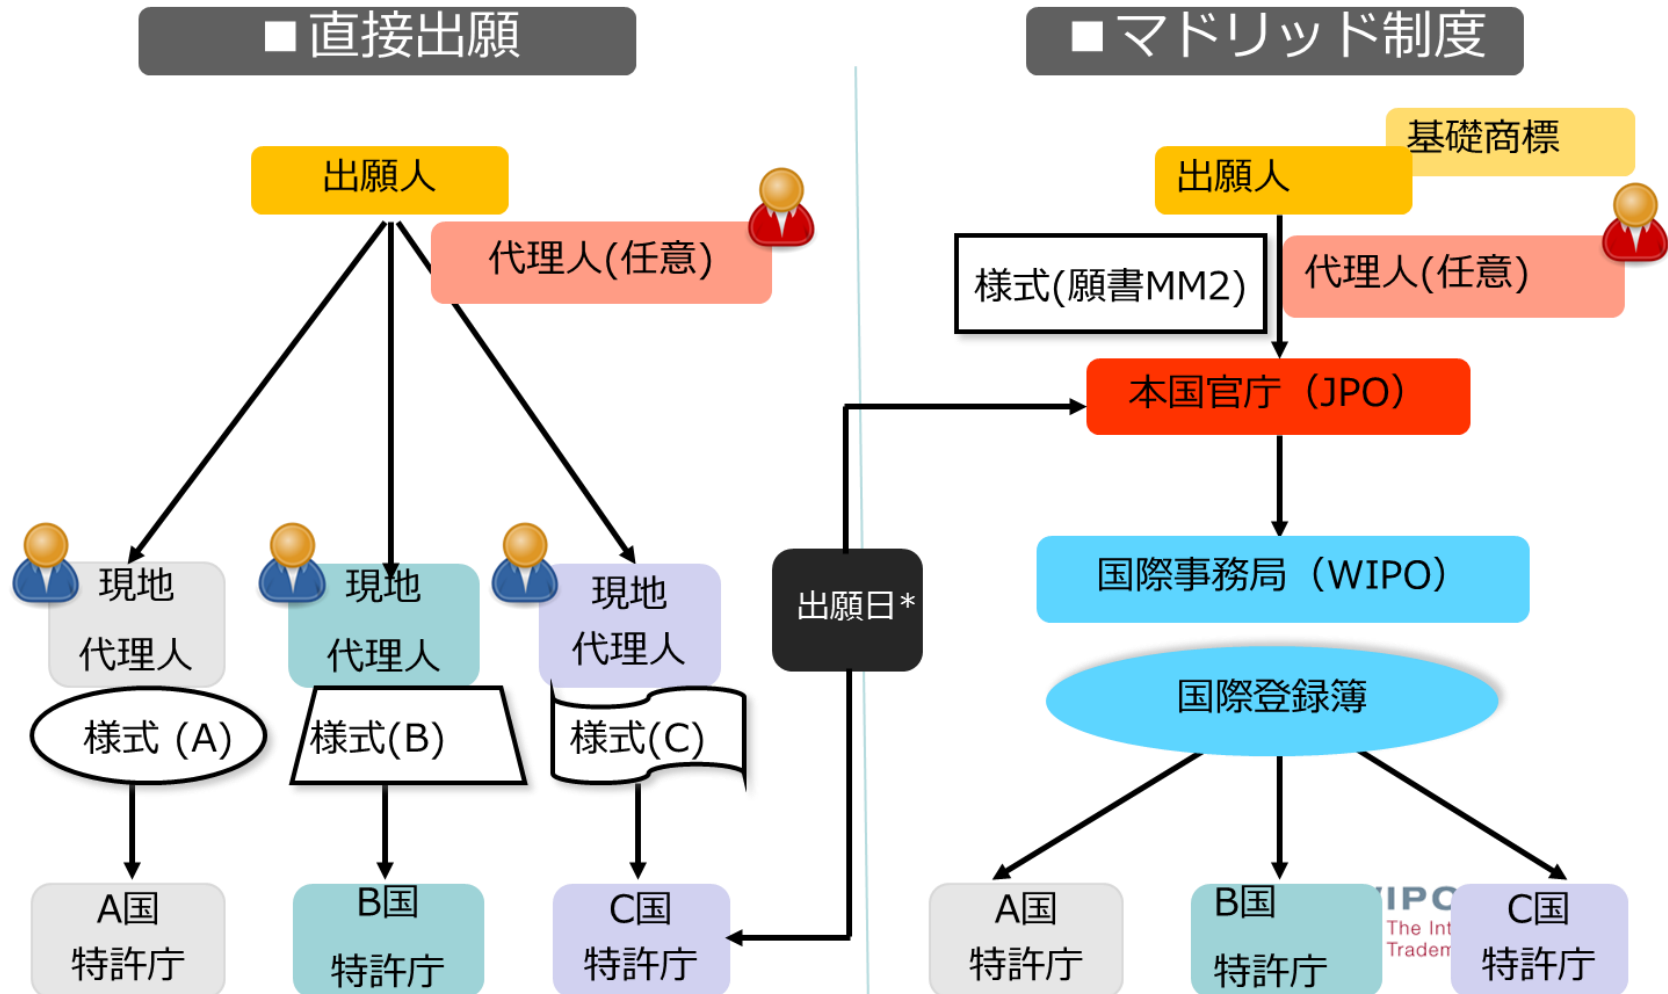 ■ 直接出願
出願人
代理人(任意)
現地
代理人
現地
代理人
現地
代理人
様式 (A)
様式(B)
様式(C)
A国
特許庁
B国
特許庁
C国
特許庁
出願日*
■ マドリッド制度
基礎商標
出願人
様式(願書MM2)
代理人(任意)
本国官庁（JPO）
国際事務局（WIPO）
国際登録簿
A国
特許庁
B国
特許庁
The
C国
特許庁